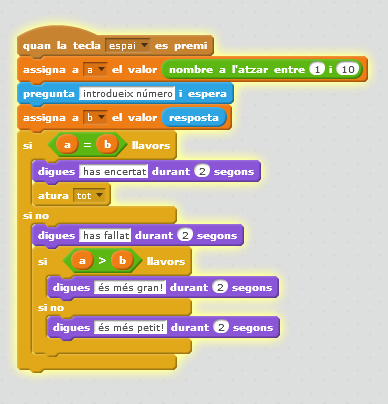 quan la tecla espai es premi
assigna a a el valor nombre a l'atzar entre 1 i 10
pregunta introdueix número i espera
assigna a b el valor resposta
si a = b llavors
digues has encertat durant 2 segons
atura tot
si no
digues has fallat durant 2 segons
si a > b llavors
digues és més gran! durant 2 segons
si no
digues és més petit! durant 2 segons